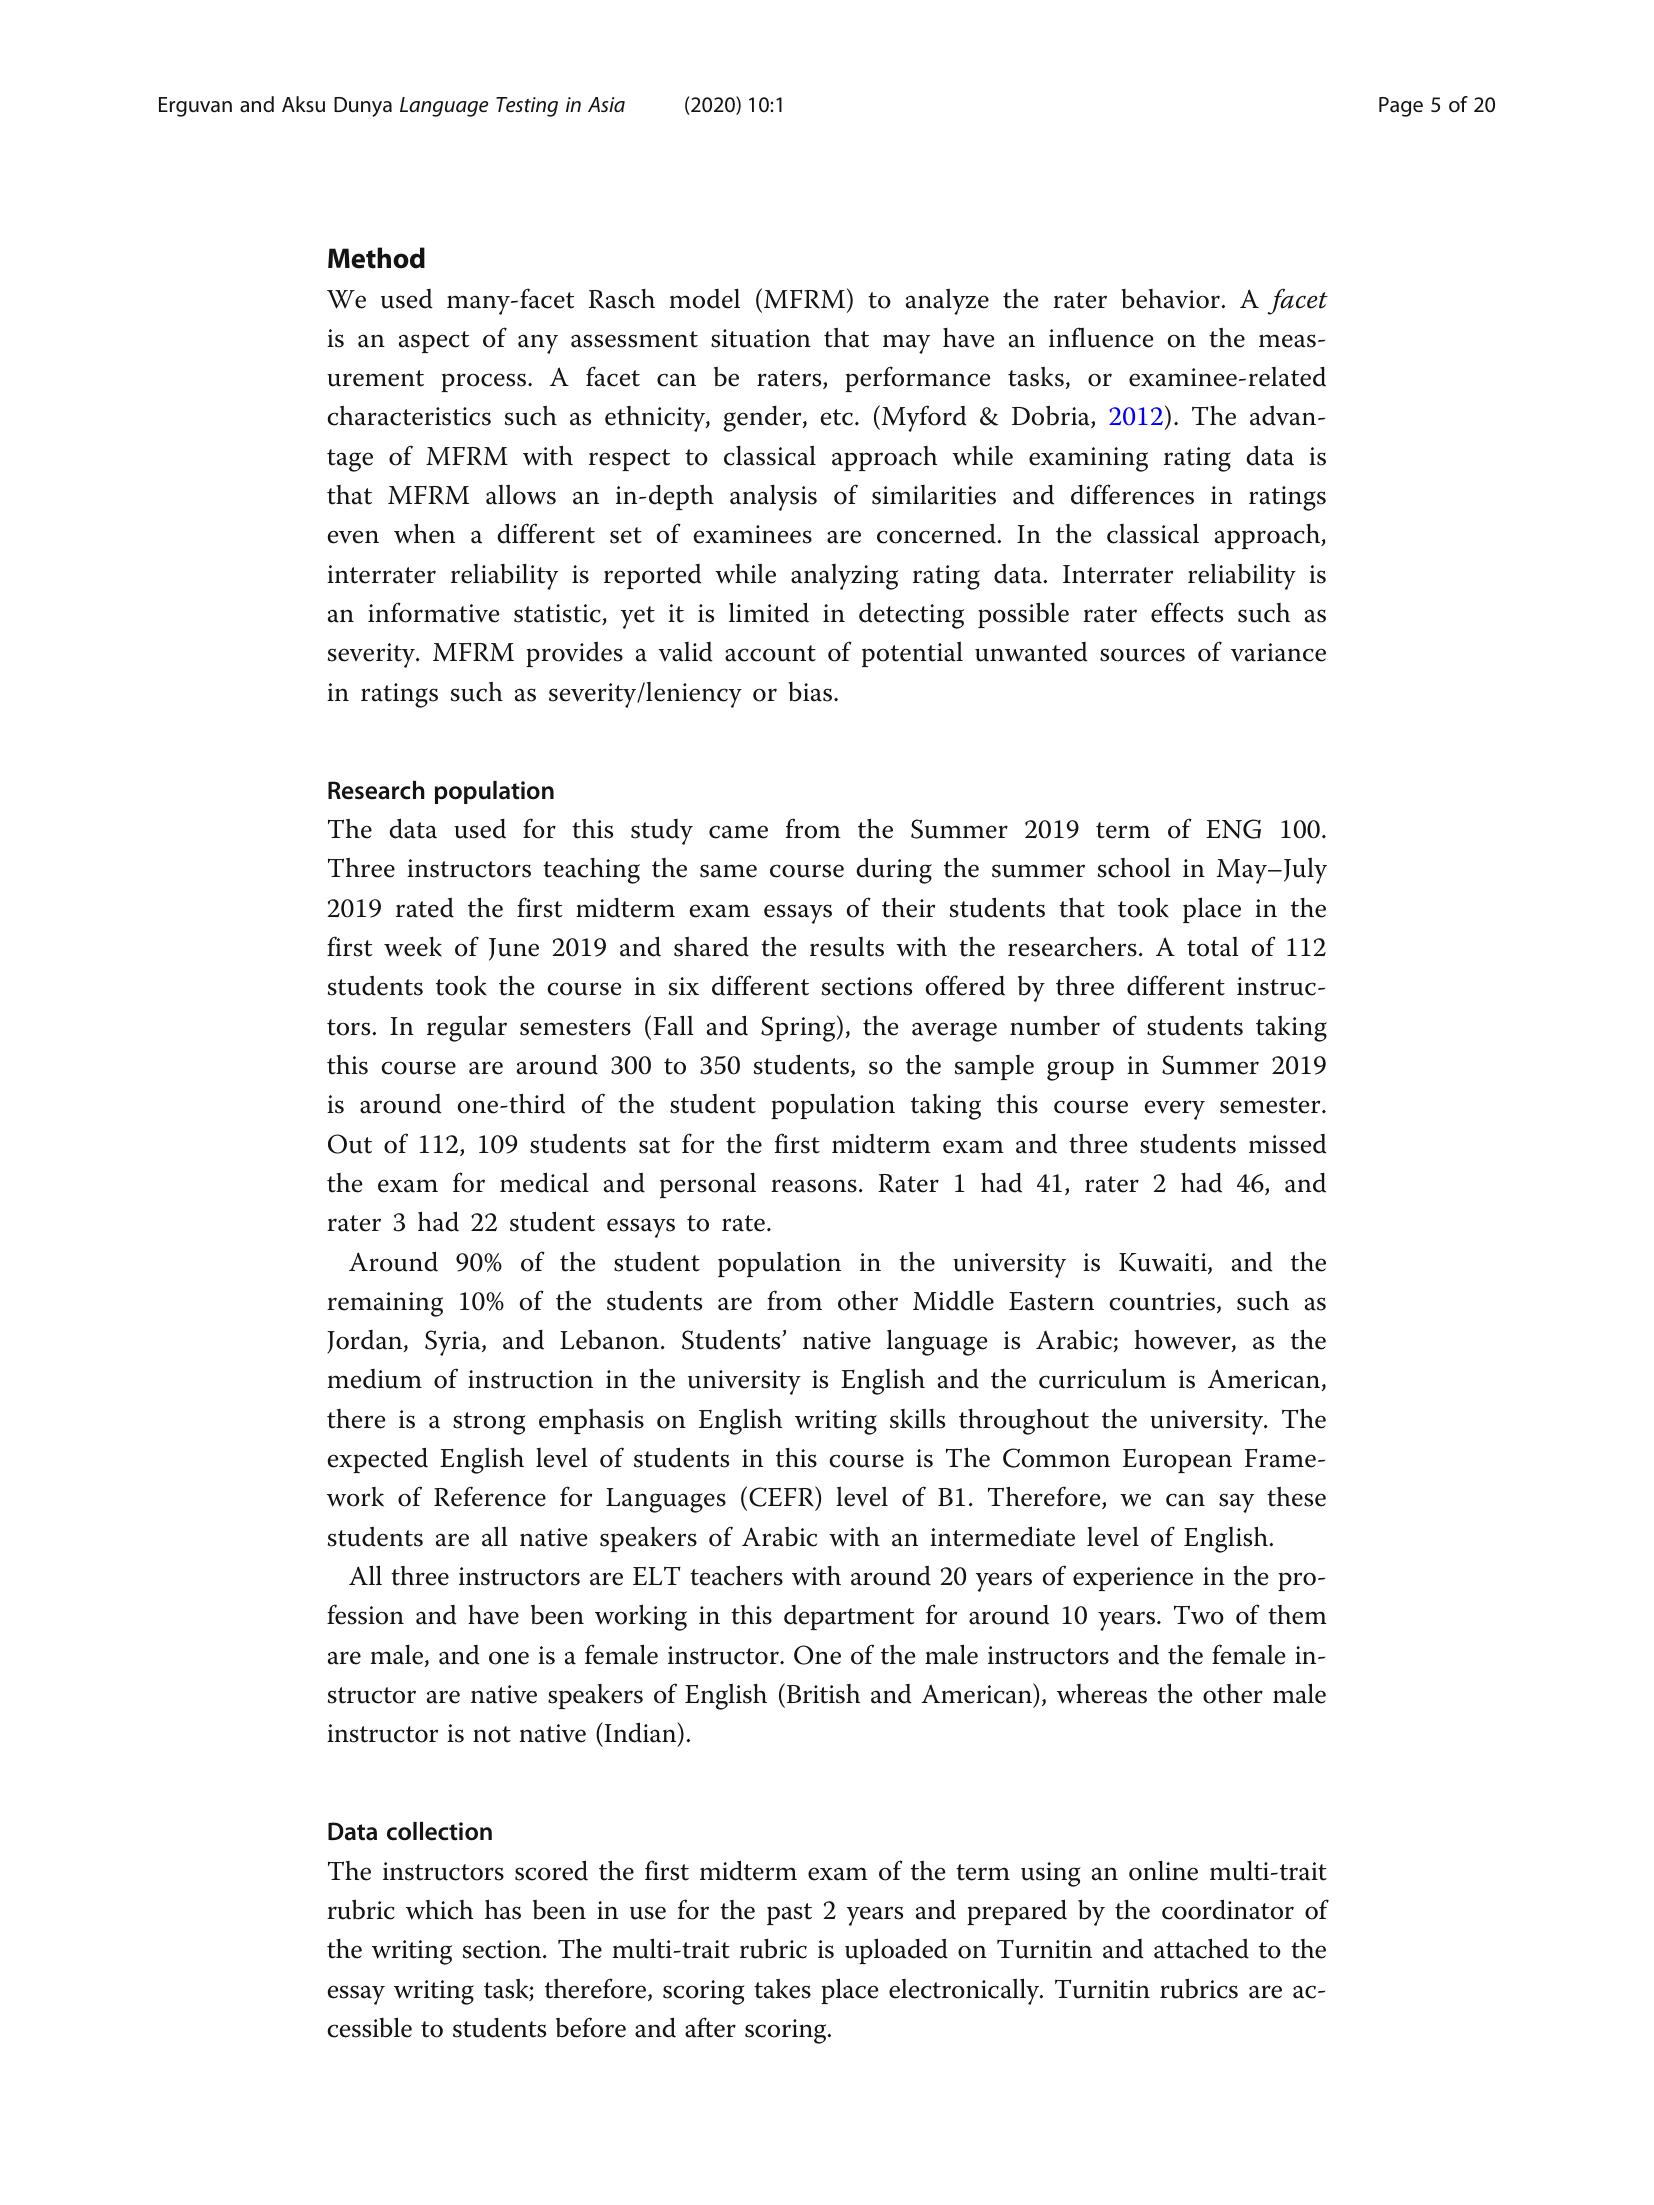 Erguvan and Aksu Dunya Language Testing in Asia (2020) 10:1 Page 5 of 20
Method
We used many-facet Rasch model (MFRM) to analyze the rater behavior. A facet
is an aspect of any assessment situation that may have an influence on the meas-
urement process. A facet can be raters, performance tasks, or examinee-related
characteristics such as ethnicity, gender, etc. (Myford & Dobria, 2012). The advan-
tage of MFRM with respect to classical approach while examining rating data is
that MFRM allows an in-depth analysis of similarities and differences in ratings
even when a different set of examinees are concerned. In the classical approach,
interrater reliability is reported while analyzing rating data. Interrater reliability is
an informative statistic, yet it is limited in detecting possible rater effects such as
severity. MFRM provides a valid account of potential unwanted sources of variance
in ratings such as severity/leniency or bias.
Research population
The data used for this study came from the Summer 2019 term of ENG 100.
Three instructors teaching the same course during the summer school in May–July
2019 rated the first midterm exam essays of their students that took place in the
first week of June 2019 and shared the results with the researchers. A total of 112
students took the course in six different sections offered by three different instruc-
tors. In regular semesters (Fall and Spring), the average number of students taking
this course are around 300 to 350 students, so the sample group in Summer 2019
is around one-third of the student population taking this course every semester.
Out of 112, 109 students sat for the first midterm exam and three students missed
the exam for medical and personal reasons. Rater 1 had 41, rater 2 had 46, and
rater 3 had 22 student essays to rate.
Around 90% of the student population in the university is Kuwaiti, and the
remaining 10% of the students are from other Middle Eastern countries, such as
Jordan, Syria, and Lebanon. Students’ native language is Arabic; however, as the
medium of instruction in the university is English and the curriculum is American,
there is a strong emphasis on English writing skills throughout the university. The
expected English level of students in this course is The Common European Frame-
work of Reference for Languages (CEFR) level of B1. Therefore, we can say these
students are all native speakers of Arabic with an intermediate level of English.
All three instructors are ELT teachers with around 20 years of experience in the pro-
fession and have been working in this department for around 10 years. Two of them
are male, and one is a female instructor. One of the male instructors and the female in-
structor are native speakers of English (British and American), whereas the other male
instructor is not native (Indian).
Data collection
The instructors scored the first midterm exam of the term using an online multi-trait
rubric which has been in use for the past 2 years and prepared by the coordinator of
the writing section. The multi-trait rubric is uploaded on Turnitin and attached to the
essay writing task; therefore, scoring takes place electronically. Turnitin rubrics are ac-
cessible to students before and after scoring.